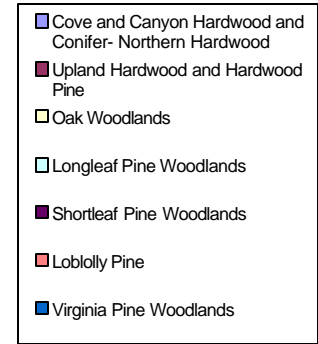 Cove and Canyon Hardwood and
Conifer- Northern Hardwood
Upland Hardwood and Hardwood
Pine
Oak Woodlands
Longleaf Pine Woodlands
Shortleaf Pine Woodlands
Loblolly Pine
Virginia Pine Woodlands